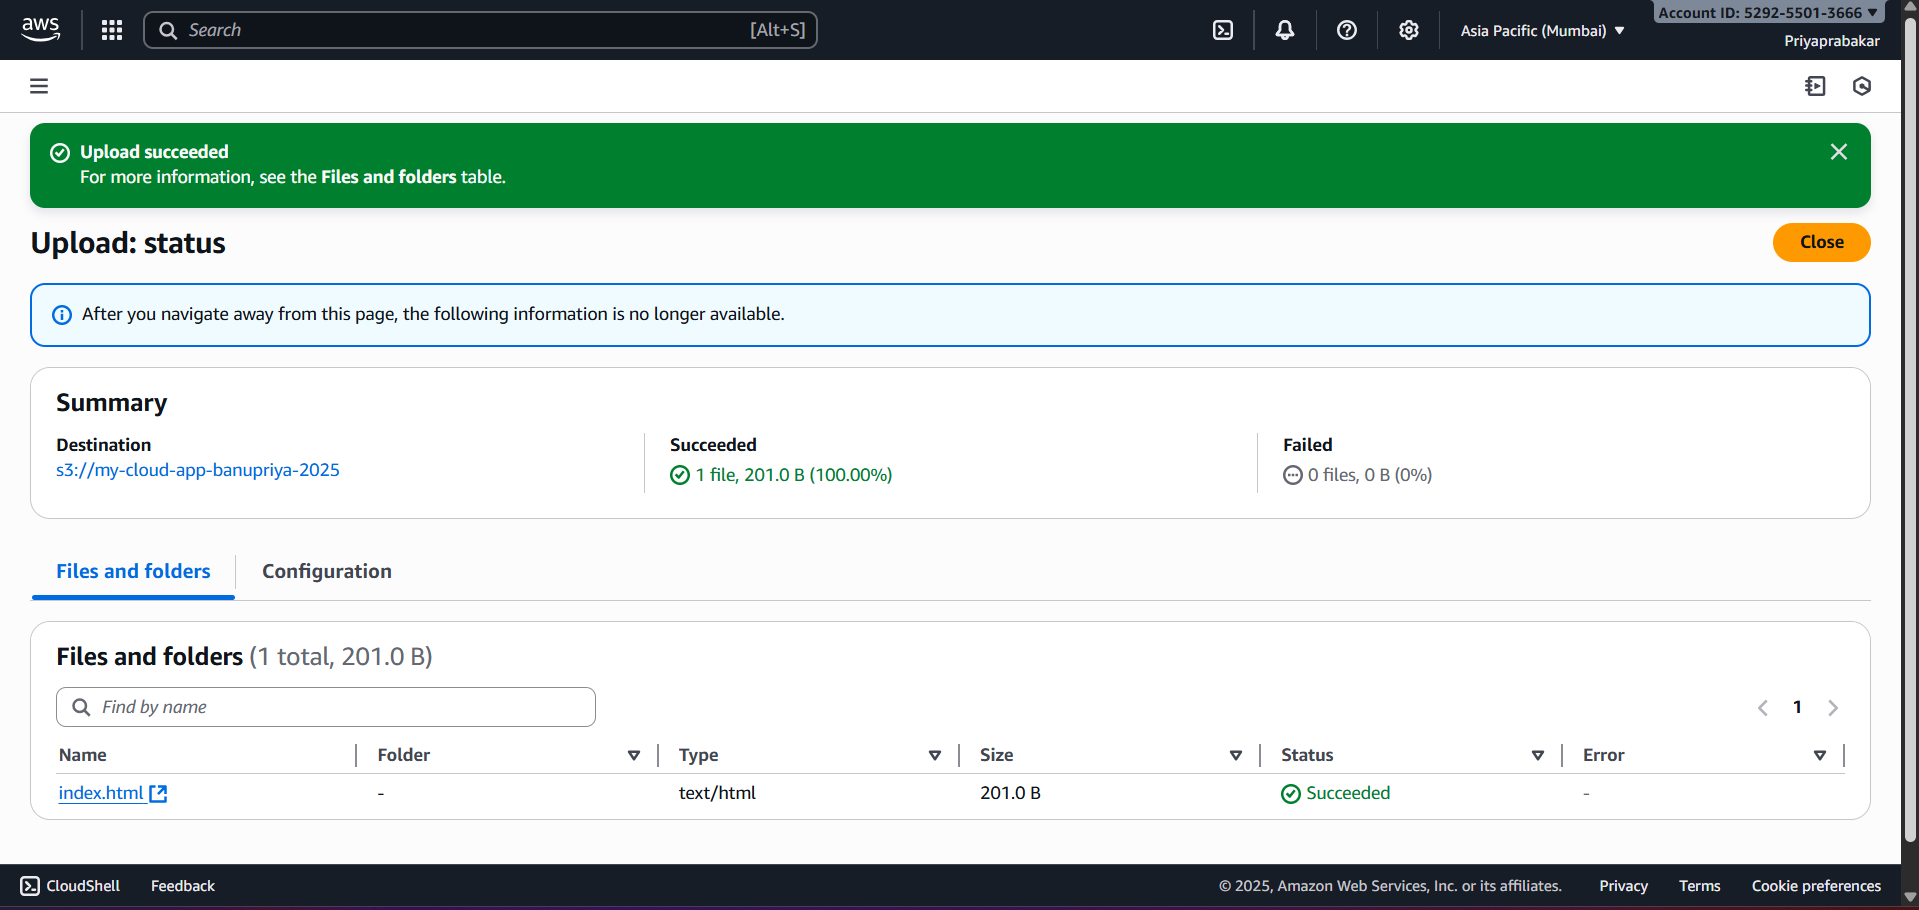 aws
Search [Alt+S]
Asia Pacific (Mumbai)
Account ID: 5292-5501-3666
Priyaprabakar
Upload succeeded
For more information, see the Files and folders table.
Upload: status
Close
After you navigate away from this page, the following information is no longer available.
Summary
Destination
s3://my-cloud-app-banupriya-2025
Succeeded
1 file, 201.0 B (100.00%)
Failed
0 files, 0 B (0%)
Files and folders
Configuration
Files and folders (1 total, 201.0 B)
Find by name
1
Name Folder Type Size Status Error
index.html - text/html 201.0 B Succeeded -
CloudShell Feedback © 2025, Amazon Web Services, Inc. or its affiliates. Privacy Terms Cookie preferences